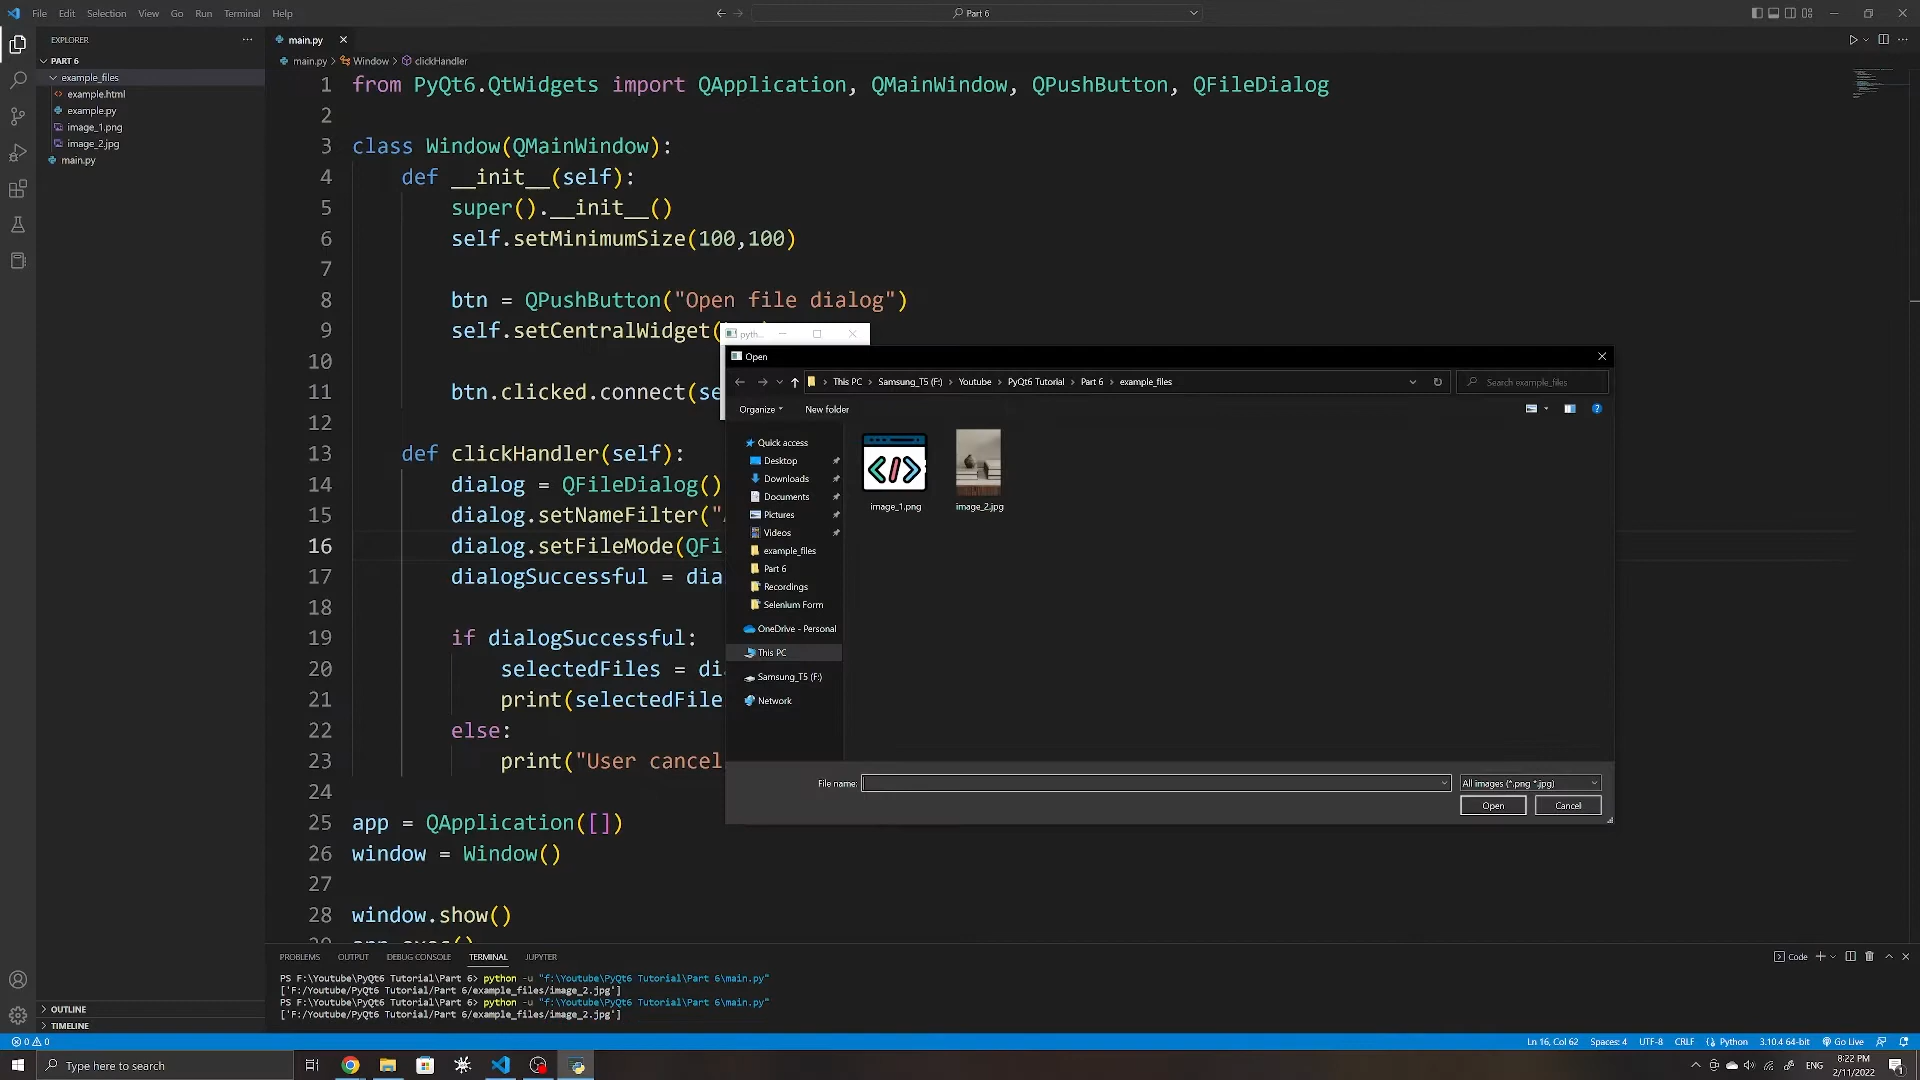 File Edit Selection View Go Run Terminal Help
Part 6
EXPLORER
PART 6
example_files
example.html
example.py
image_1.png
image_2.jpg
main.py
OUTLINE
TIMELINE
main.py
main.py > Window > clickHandler
1 from PyQt6.QtWidgets import QApplication, QMainWindow, QPushButton, QFileDialog
2
3 class Window(QMainWindow):
4 def __init__(self):
5 super().__init__()
6 self.setMinimumSize(100,100)
7
8 btn = QPushButton("Open file dialog")
9 self.setCentralWidget(
10
11 btn.clicked.connect(se
12
13 def clickHandler(self):
14 dialog = QFileDialog()
15 dialog.setNameFilter("
16 dialog.setFileMode(QFi
17 dialogSuccessful = dia
18
19 if dialogSuccessful:
20 selectedFiles = di
21 print(selectedFile
22 else:
23 print("User cancel
24
25 app = QApplication([])
26 window = Window()
27
28 window.show()
pyth...
Open
This PC > Samsung_T5 (F:) > Youtube > PyQt6 Tutorial > Part 6 > example_files
Search example_files
Organize New folder
Quick access
Desktop
Downloads
Documents
Pictures
Videos
example_files
Part 6
Recordings
Selenium Form
OneDrive - Personal
This PC
Samsung_T5 (F:)
Network
image_1.png image_2.jpg
File name: All images (*.png *.jpg)
Open Cancel
PROBLEMS OUTPUT DEBUG CONSOLE TERMINAL JUPYTER
Code
PS F:\Youtube\PyQt6 Tutorial\Part 6> python -u "f:\Youtube\PyQt6 Tutorial\Part 6\main.py"
['F:/Youtube/PyQt6 Tutorial/Part 6/example_files/image_2.jpg']
PS F:\Youtube\PyQt6 Tutorial\Part 6> python -u "f:\Youtube\PyQt6 Tutorial\Part 6\main.py"
['F:/Youtube/PyQt6 Tutorial/Part 6/example_files/image_2.jpg']
0 0
Ln 16, Col 62 Spaces: 4 UTF-8 CRLF Python 3.10.4 64-bit Go Live
Type here to search
ENG
8:22 PM
2/11/2022
1